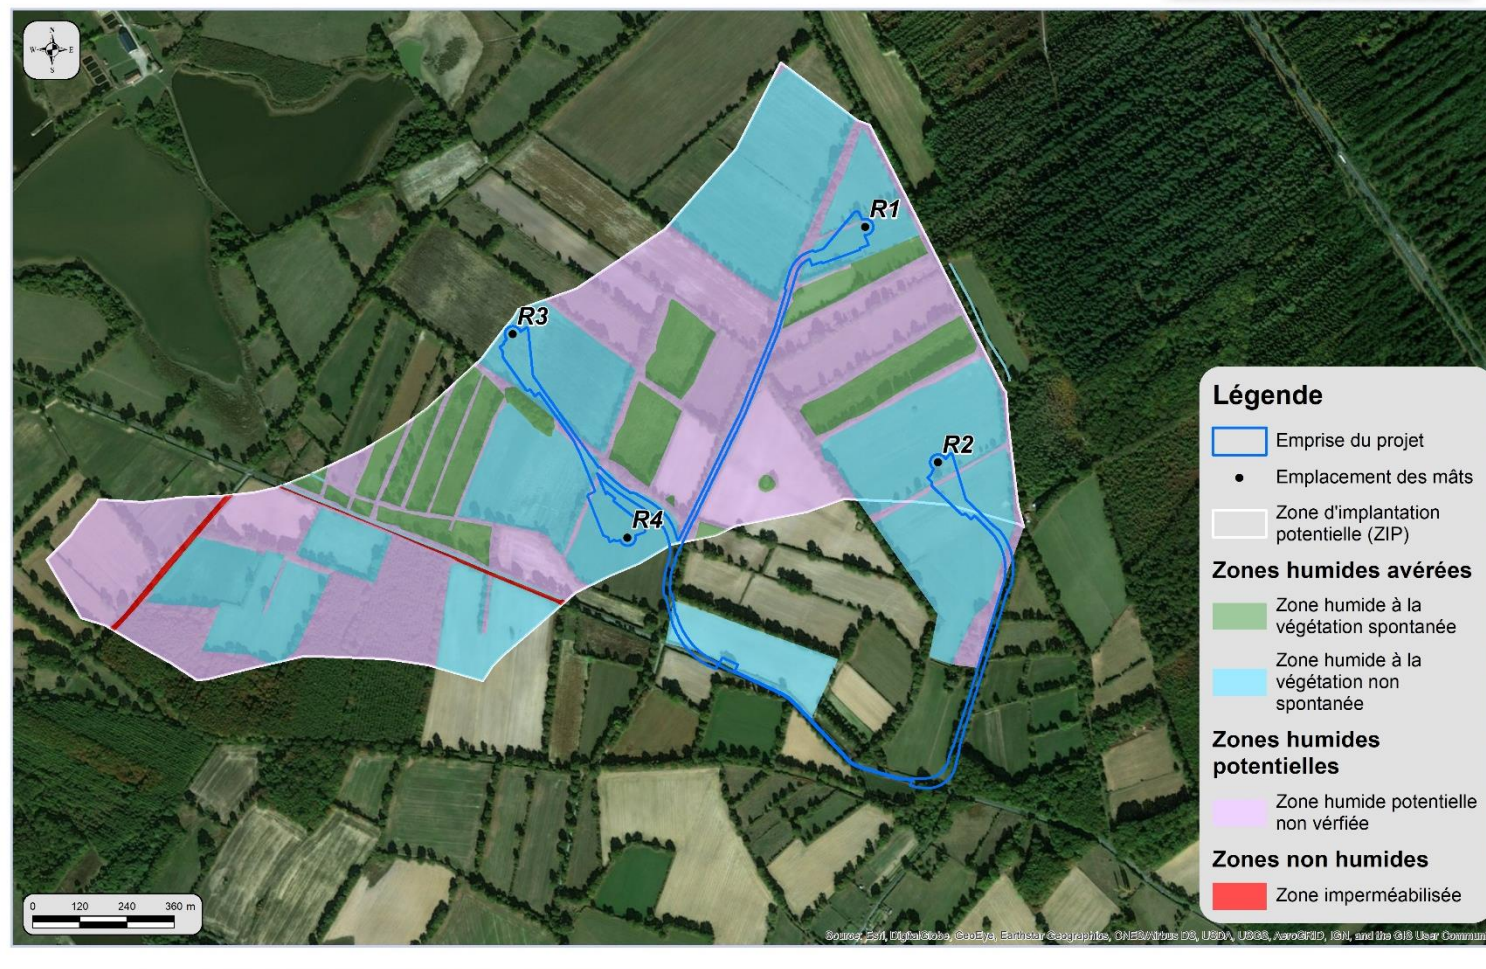 N
W E
S
R1
R3
R2
R4
Légende
Emprise du projet
Emplacement des mâts
Zone d'implantation
potentielle (ZIP)
Zones humides avérées
Zone humide à la
végétation spontanée
Zone humide à la
végétation non
spontanée
Zones humides
potentielles
Zone humide potentielle
non vérfiée
Zones non humides
Zone imperméabilisée
0 120 240 360 m
Source: Esri, DigitalGlobe, GeoEye, Earthstar Geographics, CNES/Airbus DS, USDA, USGS, AeroGRID, IGN, and the GIS User Commun